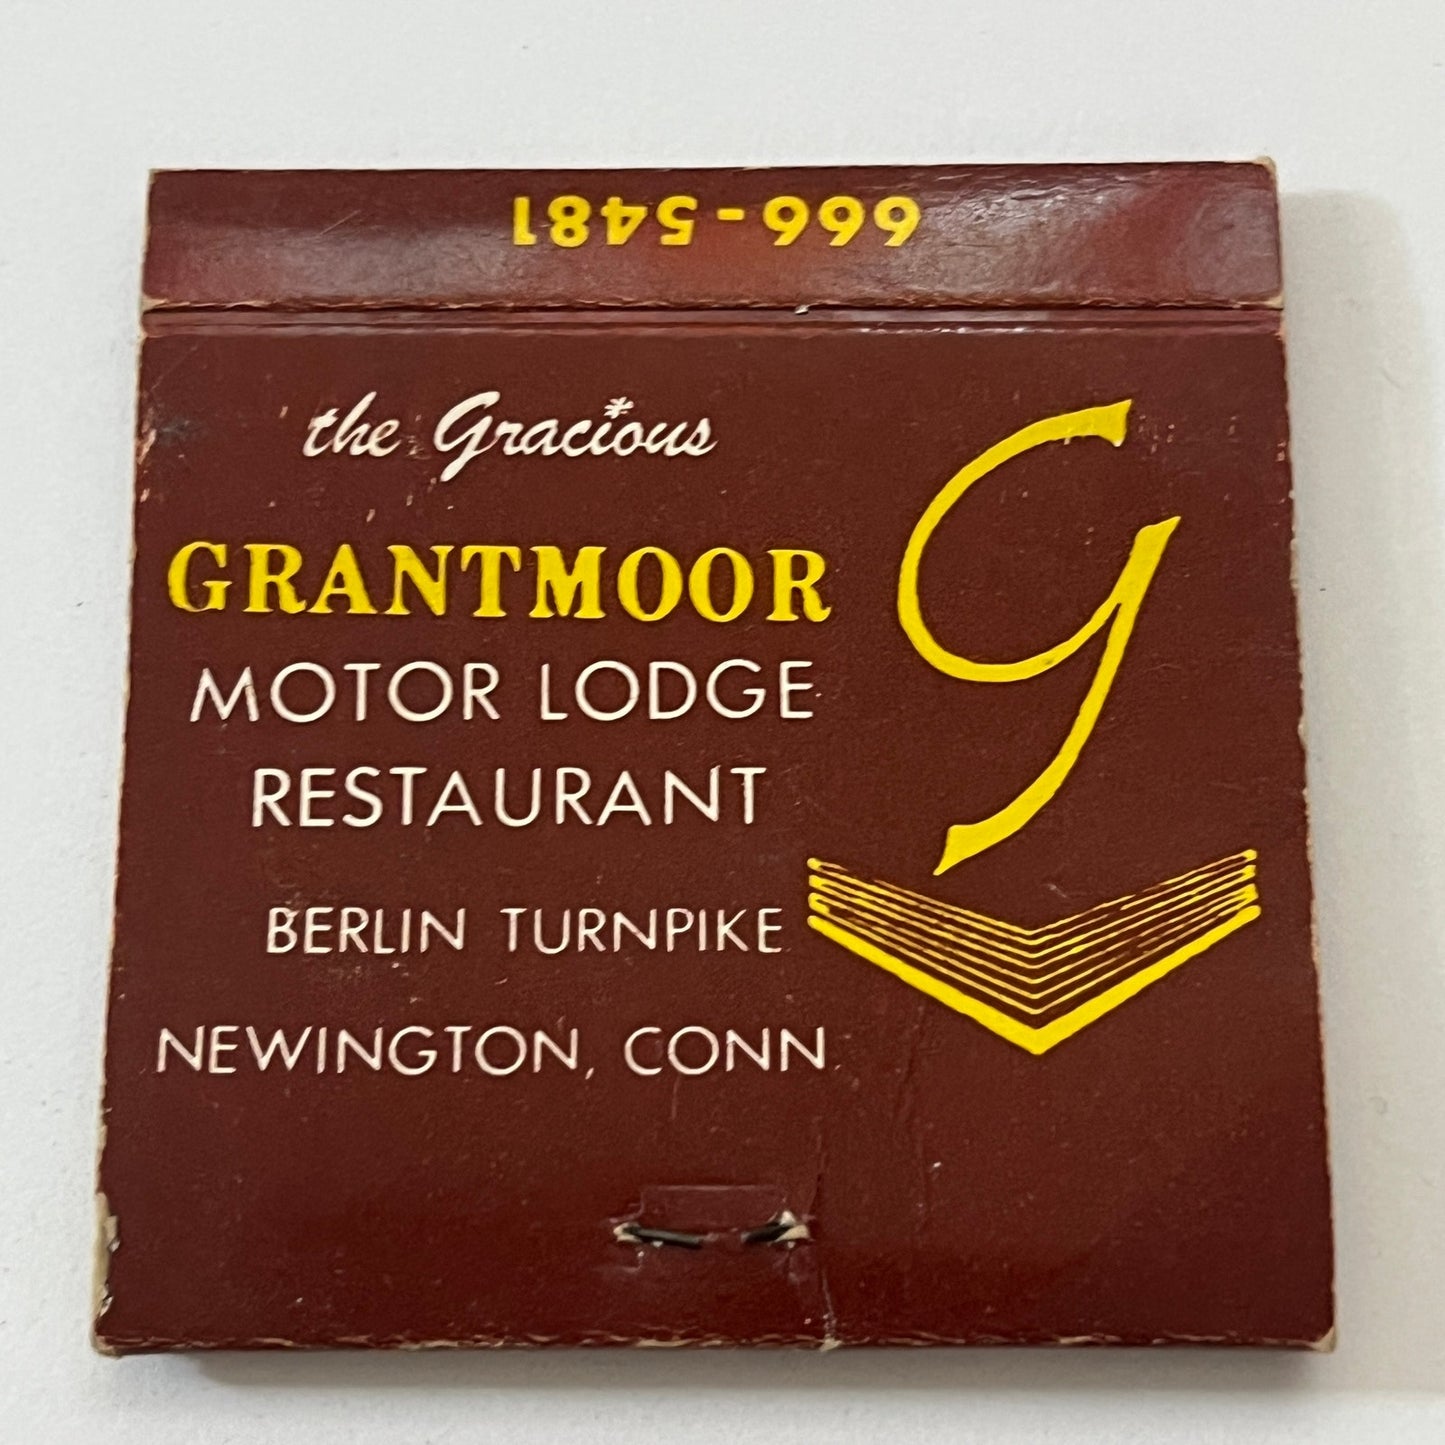 666-5481
the Gracious
GRANTMOOR
MOTOR LODGE
RESTAURANT
BERLIN TURNPIKE
NEWINGTON, CONN.
G